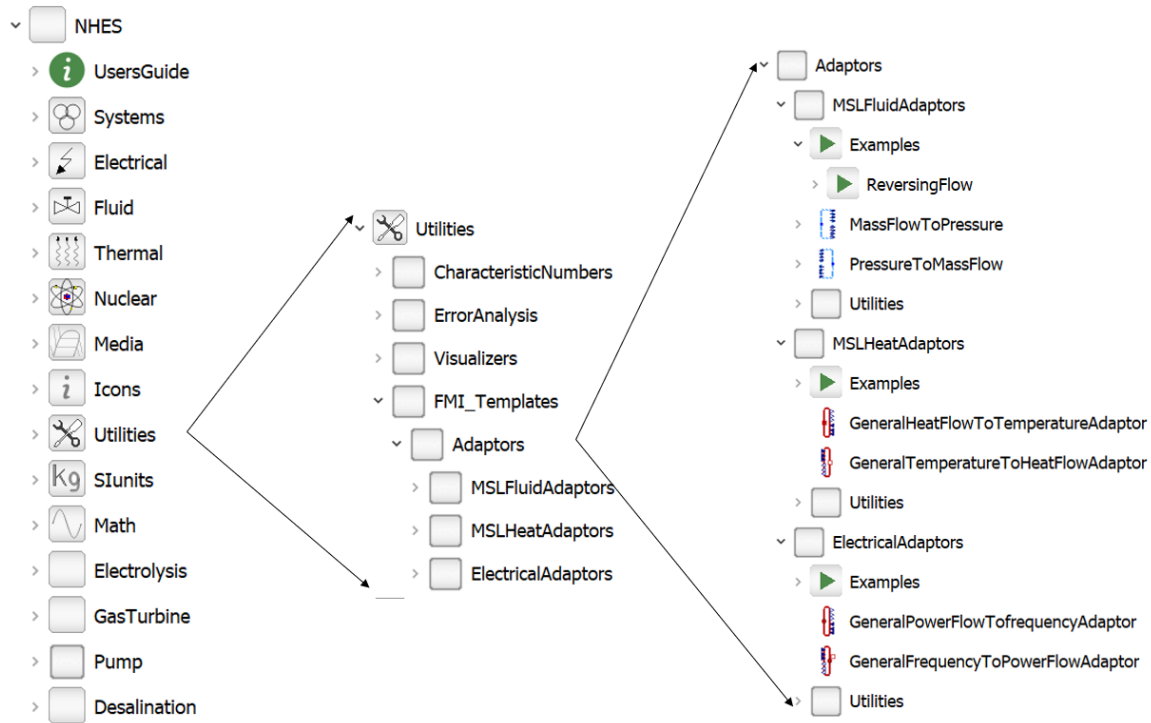 NHES
UsersGuide
Systems
Electrical
Fluid
Thermal
Nuclear
Media
Icons
Utilities
SIunits
Kg
Math
Electrolysis
GasTurbine
Pump
Desalination
Utilities
CharacteristicNumbers
ErrorAnalysis
Visualizers
FMI_Templates
Adaptors
MSLFluidAdaptors
MSLHeatAdaptors
ElectricalAdaptors
Adaptors
MSLFluidAdaptors
Examples
ReversingFlow
MassFlowToPressure
PressureToMassFlow
Utilities
MSLHeatAdaptors
Examples
GeneralHeatFlowToTemperatureAdaptor
GeneralTemperatureToHeatFlowAdaptor
Utilities
ElectricalAdaptors
Examples
GeneralPowerFlowTofrequencyAdaptor
GeneralFrequencyToPowerFlowAdaptor
Utilities